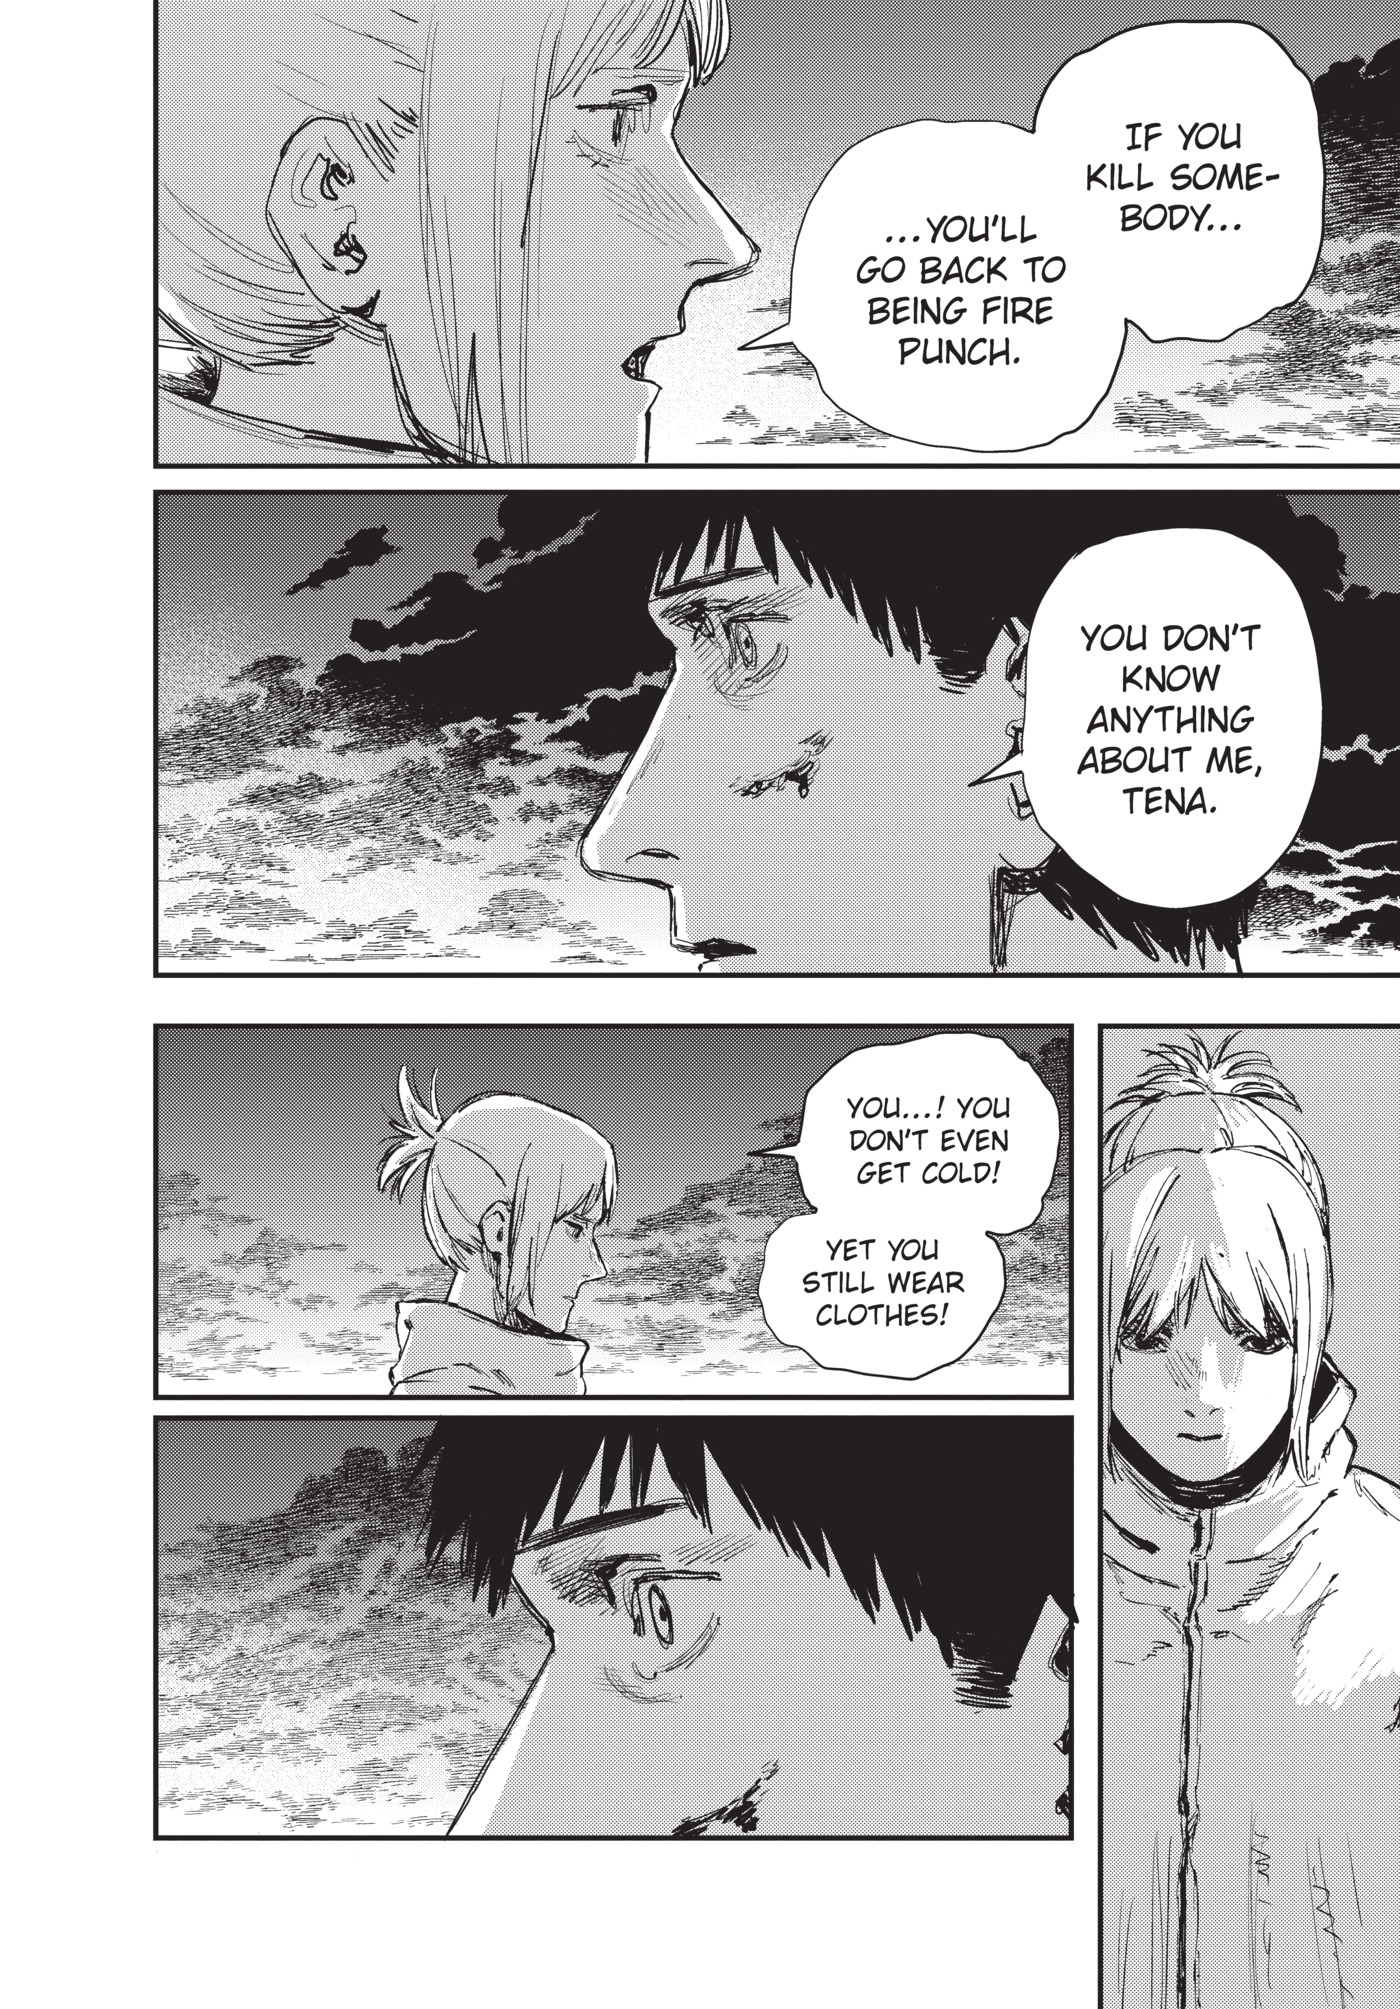 IF YOU
KILL SOME-
BODY...
...YOU'LL
GO BACK TO
BEING FIRE
PUNCH.
YOU DON'T
KNOW
ANYTHING
ABOUT ME,
TENA.
YOU...! YOU
DON'T EVEN
GET COLD!
YET YOU
STILL WEAR
CLOTHES!